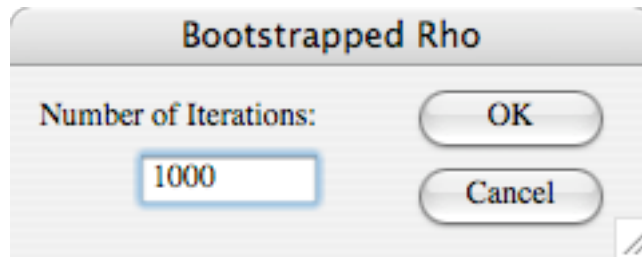 Bootstrapped Rho
Number of Iterations:
OK
1000
Cancel